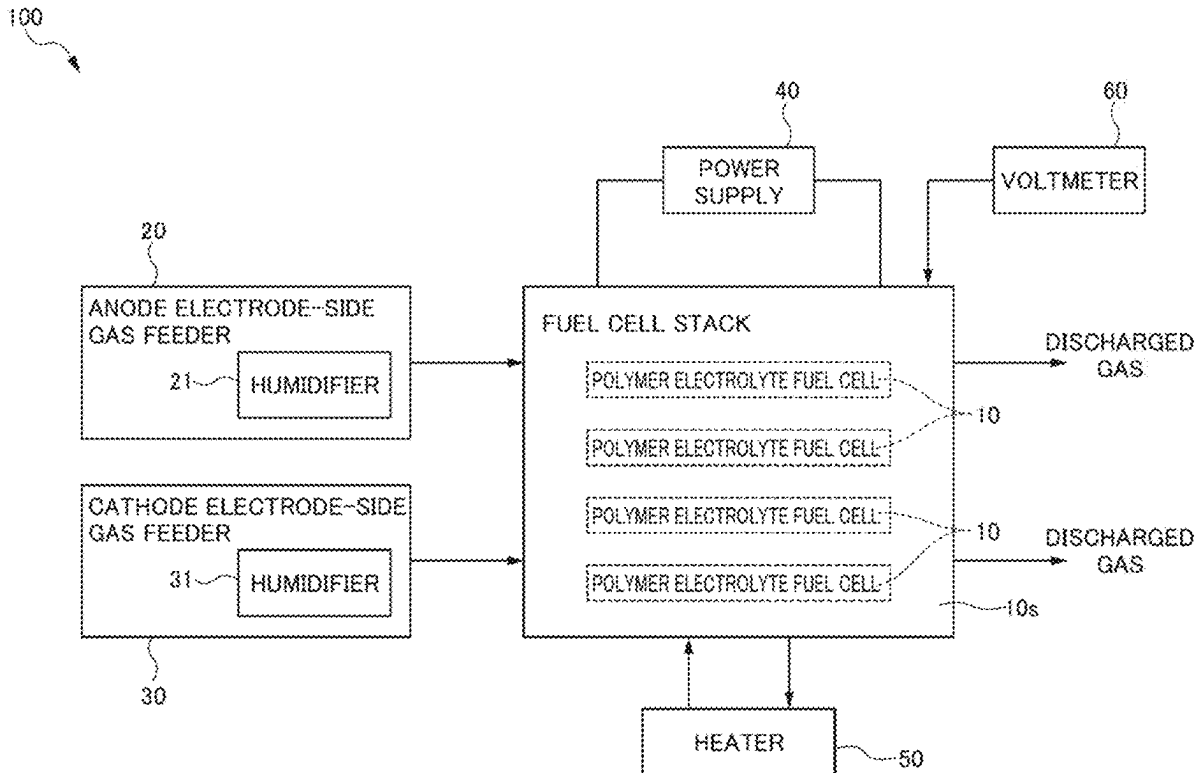 100
40
60
POWER
SUPPLY
VOLTMETER
20
ANODE ELECTRODE-SIDE
GAS FEEDER
21
HUMIDIFIER
FUEL CELL STACK
DISCHARGED
GAS
POLYMER ELECTROLYTE FUEL CELL
10
POLYMER ELECTROLYTE FUEL CELL
CATHODE ELECTRODE-SIDE
GAS FEEDER
31
HUMIDIFIER
POLYMER ELECTROLYTE FUEL CELL
10
DISCHARGED
GAS
POLYMER ELECTROLYTE FUEL CELL
10s
30
HEATER
50